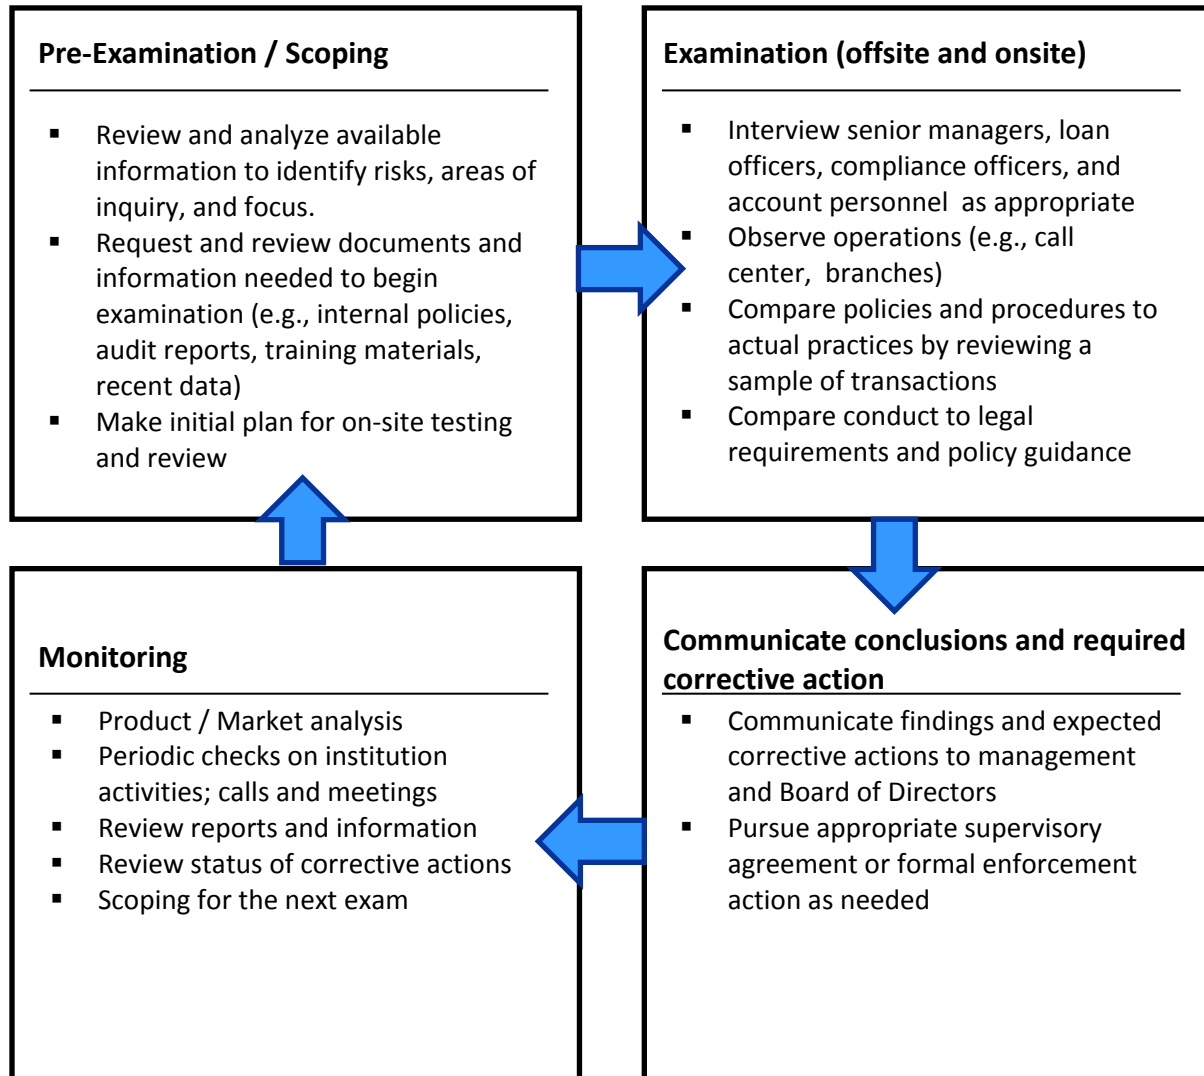 Pre-Examination / Scoping
▪ Review and analyze available
information to identify risks, areas of
inquiry, and focus.
▪ Request and review documents and
information needed to begin
examination (e.g., internal policies,
audit reports, training materials,
recent data)
▪ Make initial plan for on-site testing
and review
Examination (offsite and onsite)
▪ Interview senior managers, loan
officers, compliance officers, and
account personnel as appropriate
▪ Observe operations (e.g., call
center, branches)
▪ Compare policies and procedures to
actual practices by reviewing a
sample of transactions
▪ Compare conduct to legal
requirements and policy guidance
Communicate conclusions and required
corrective action
▪ Communicate findings and expected
corrective actions to management
and Board of Directors
▪ Pursue appropriate supervisory
agreement or formal enforcement
action as needed
Monitoring
▪ Product / Market analysis
▪ Periodic checks on institution
activities; calls and meetings
▪ Review reports and information
▪ Review status of corrective actions
▪ Scoping for the next exam